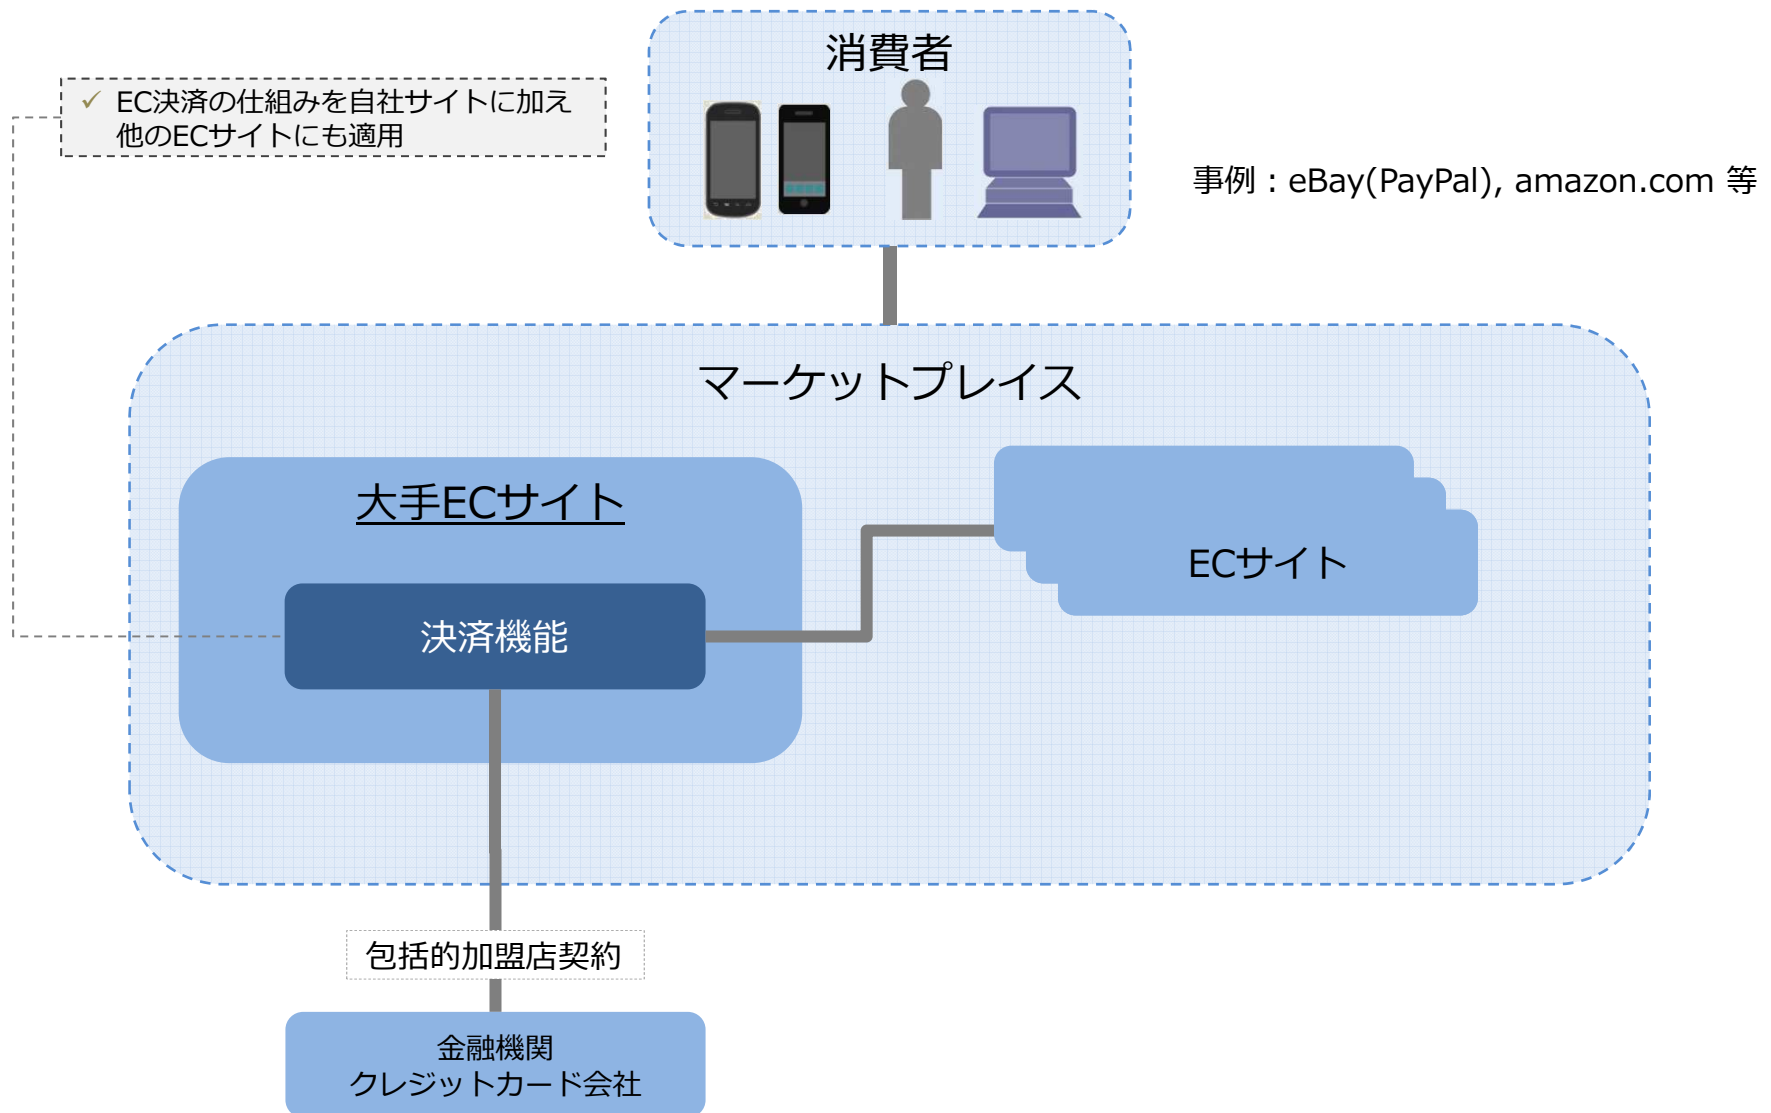 消費者
✓ EC決済の仕組みを自社サイトに加え
他のECサイトにも適用
事例：eBay(PayPal), amazon.com 等
マーケットプレイス
大手ECサイト
ECサイト
決済機能
包括的加盟店契約
金融機関
クレジットカード会社